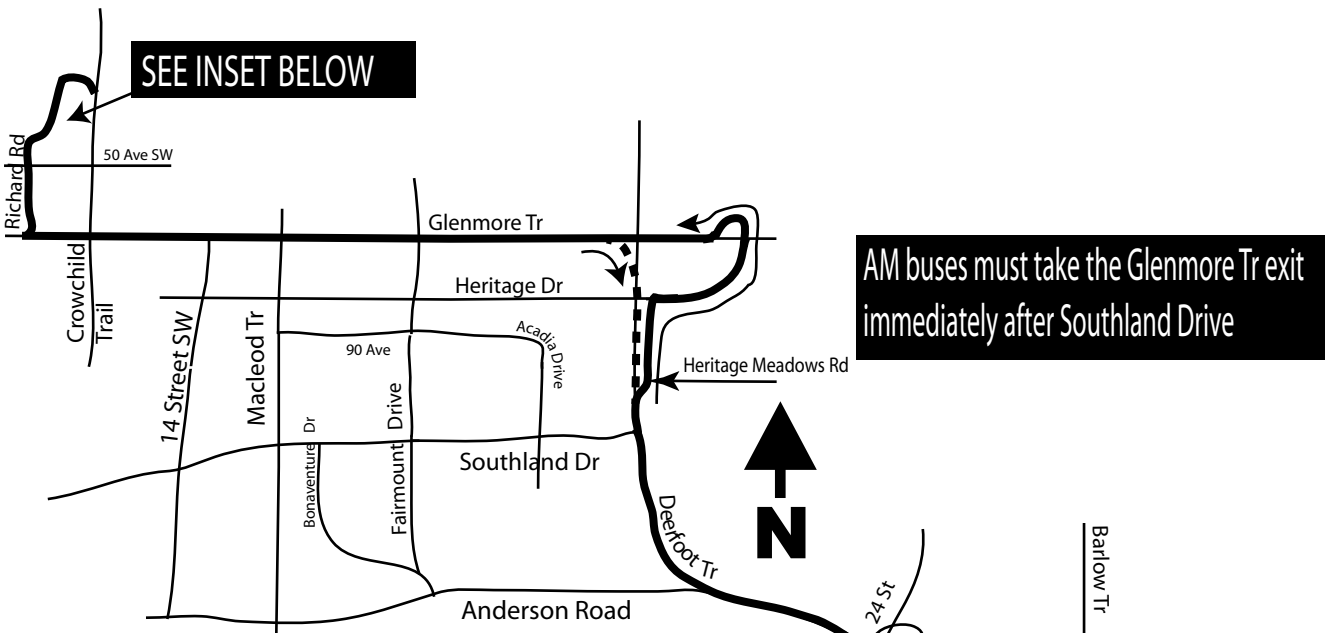 SEE INSET BELOW
50 Ave SW
Richard Rd
Glenmore Tr
AM buses must take the Glenmore Tr exit
immediately after Southland Drive
Crowchild
Trail
Heritage Dr
14 Street SW
Macleod Tr
90 Ave
Acadia Drive
Heritage Meadows Rd
Fairmount Drive
Bonaventure Dr
Southland Dr
Deerfoot Tr
N
Barlow Tr
24 St
Anderson Road